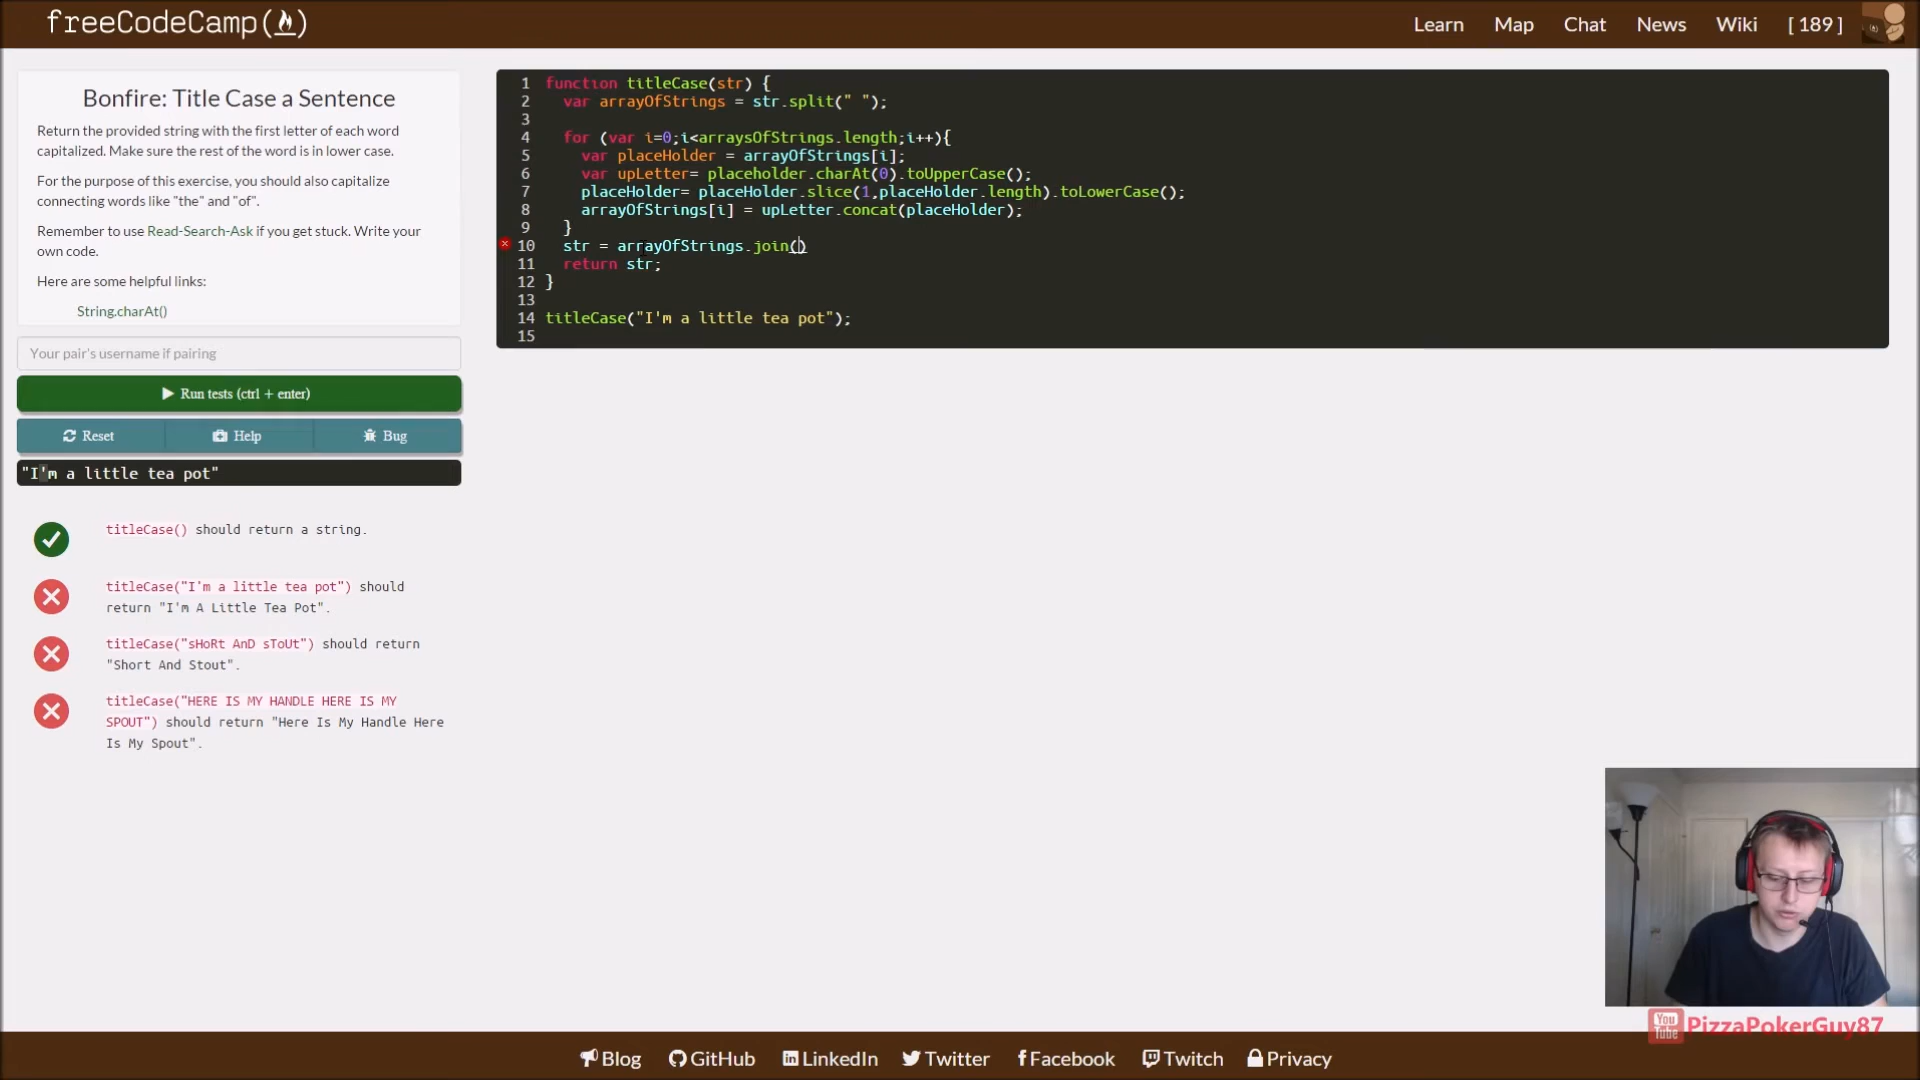 freeCodeCamp(🔥)
Learn Map Chat News Wiki [ 189 ]
Bonfire: Title Case a Sentence
Return the provided string with the first letter of each word
capitalized. Make sure the rest of the word is in lower case.
For the purpose of this exercise, you should also capitalize
connecting words like "the" and "of".
Remember to use Read-Search-Ask if you get stuck. Write your
own code.
Here are some helpful links:
String.charAt()
Your pair's username if pairing
Run tests (ctrl + enter)
Reset Help Bug
"I'm a little tea pot"
titleCase() should return a string.
titleCase("I'm a little tea pot") should
return "I'm A Little Tea Pot".
titleCase("sHoRt AnD sToUt") should return
"Short And Stout".
titleCase("HERE IS MY HANDLE HERE IS MY
SPOUT") should return "Here Is My Handle Here
Is My Spout".
1 function titleCase(str) {
2 var arrayOfStrings = str.split(" ");
3
4 for (var i=0;i<arraysOfStrings.length;i++){
5 var placeHolder = arrayOfStrings[i];
6 var upLetter= placeholder.charAt(0).toUpperCase();
7 placeHolder= placeHolder.slice(1,placeHolder.length).toLowerCase();
8 arrayOfStrings[i] = upLetter.concat(placeHolder);
9 }
10 str = arrayOfStrings.join()
11 return str;
12 }
13
14 titleCase("I'm a little tea pot");
15
You Tube PizzaPokerGuy87
Blog GitHub LinkedIn Twitter Facebook Twitch Privacy